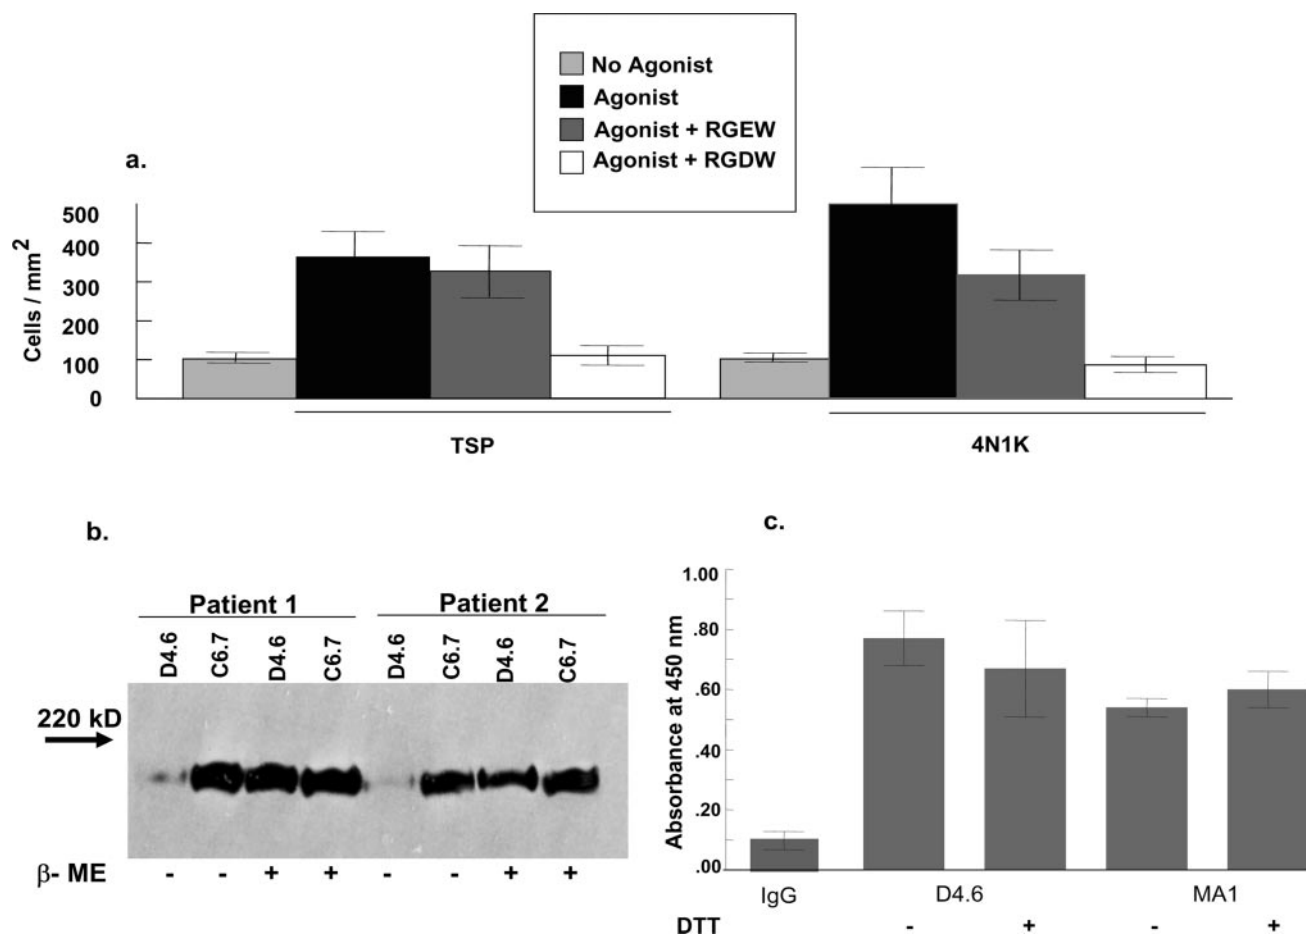 No Agonist
Agonist
Agonist + RGEW
Agonist + RGDW
a.
Cells / mm2
500
400
300
200
100
0
TSP
4N1K
b.
Patient 1
Patient 2
D4.6
C6.7
D4.6
C6.7
D4.6
C6.7
D4.6
C6.7
220 kD
β- ME - - + + - - + +
c.
Absorbance at 450 nm
1.00
.80
.60
.40
.20
.00
IgG D4.6 MA1
DTT - + - +